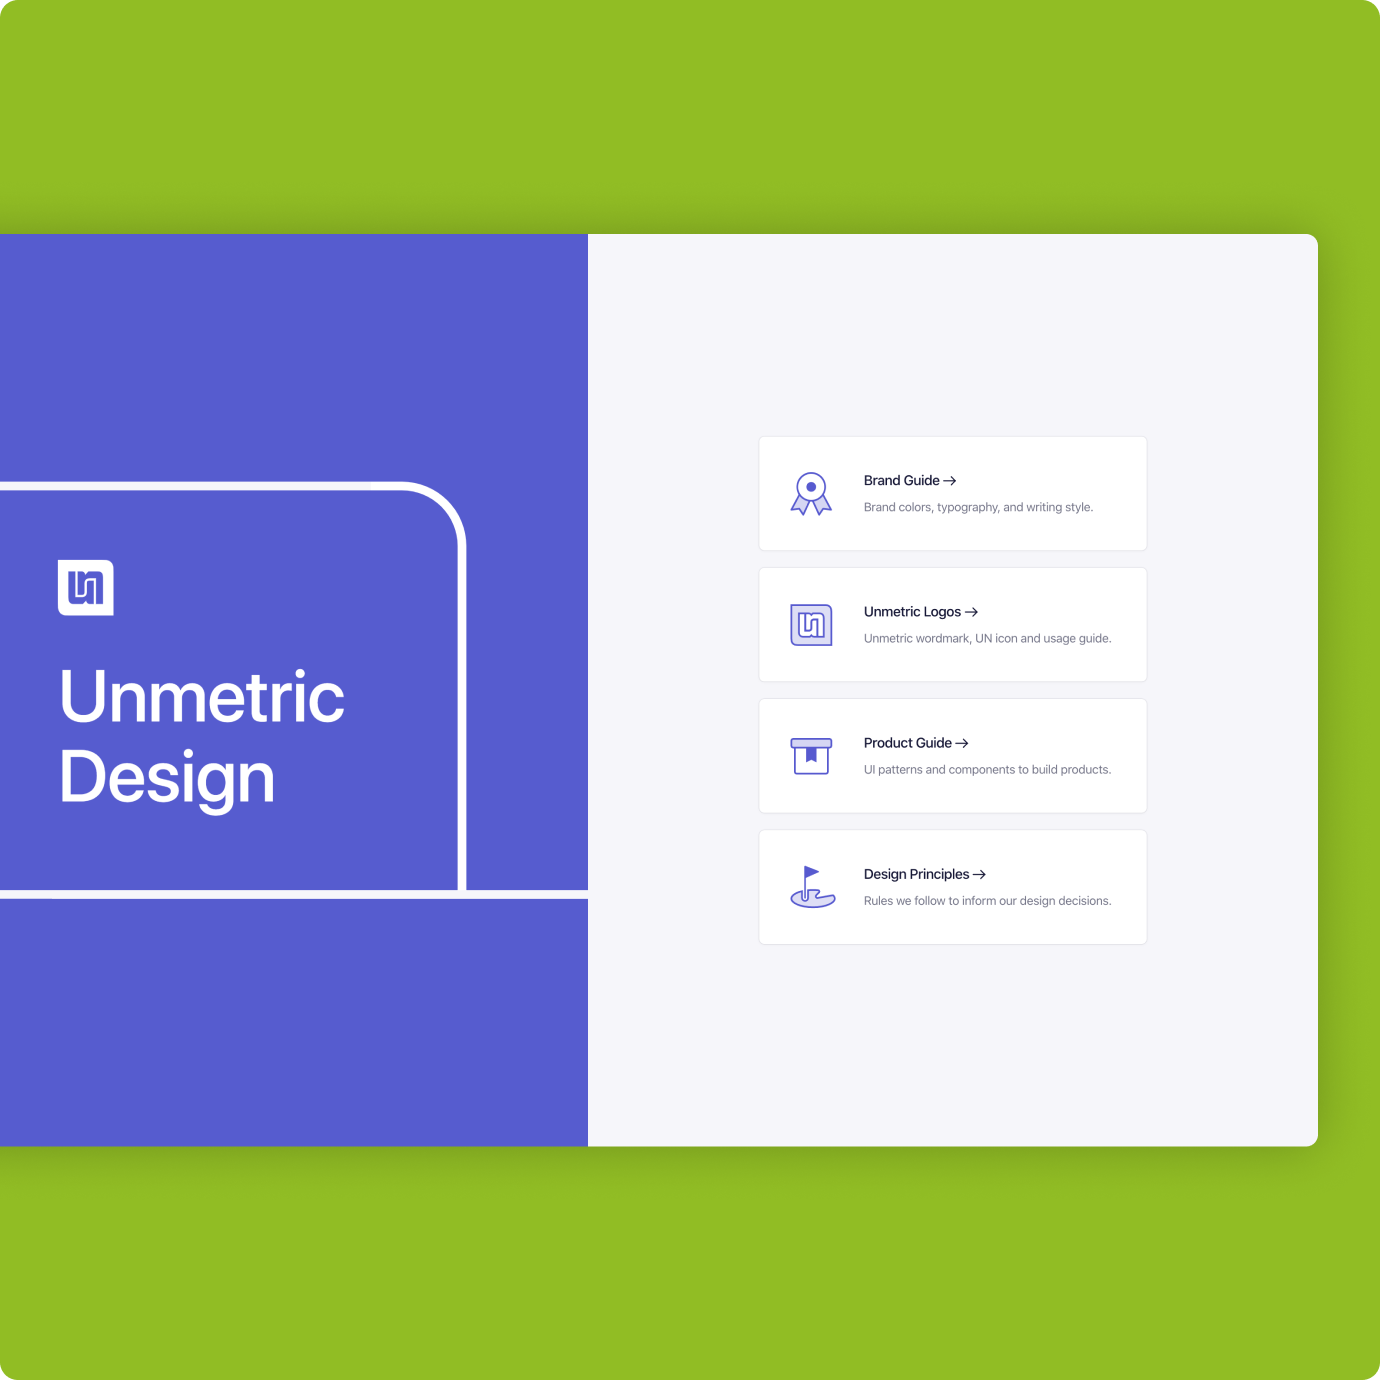 un
Unmetric
Design
Brand Guide →
Brand colors, typography, and writing style.
un
Unmetric Logos →
Unmetric wordmark, UN icon and usage guide.
Product Guide →
UI patterns and components to build products.
Design Principles →
Rules we follow to inform our design decisions.